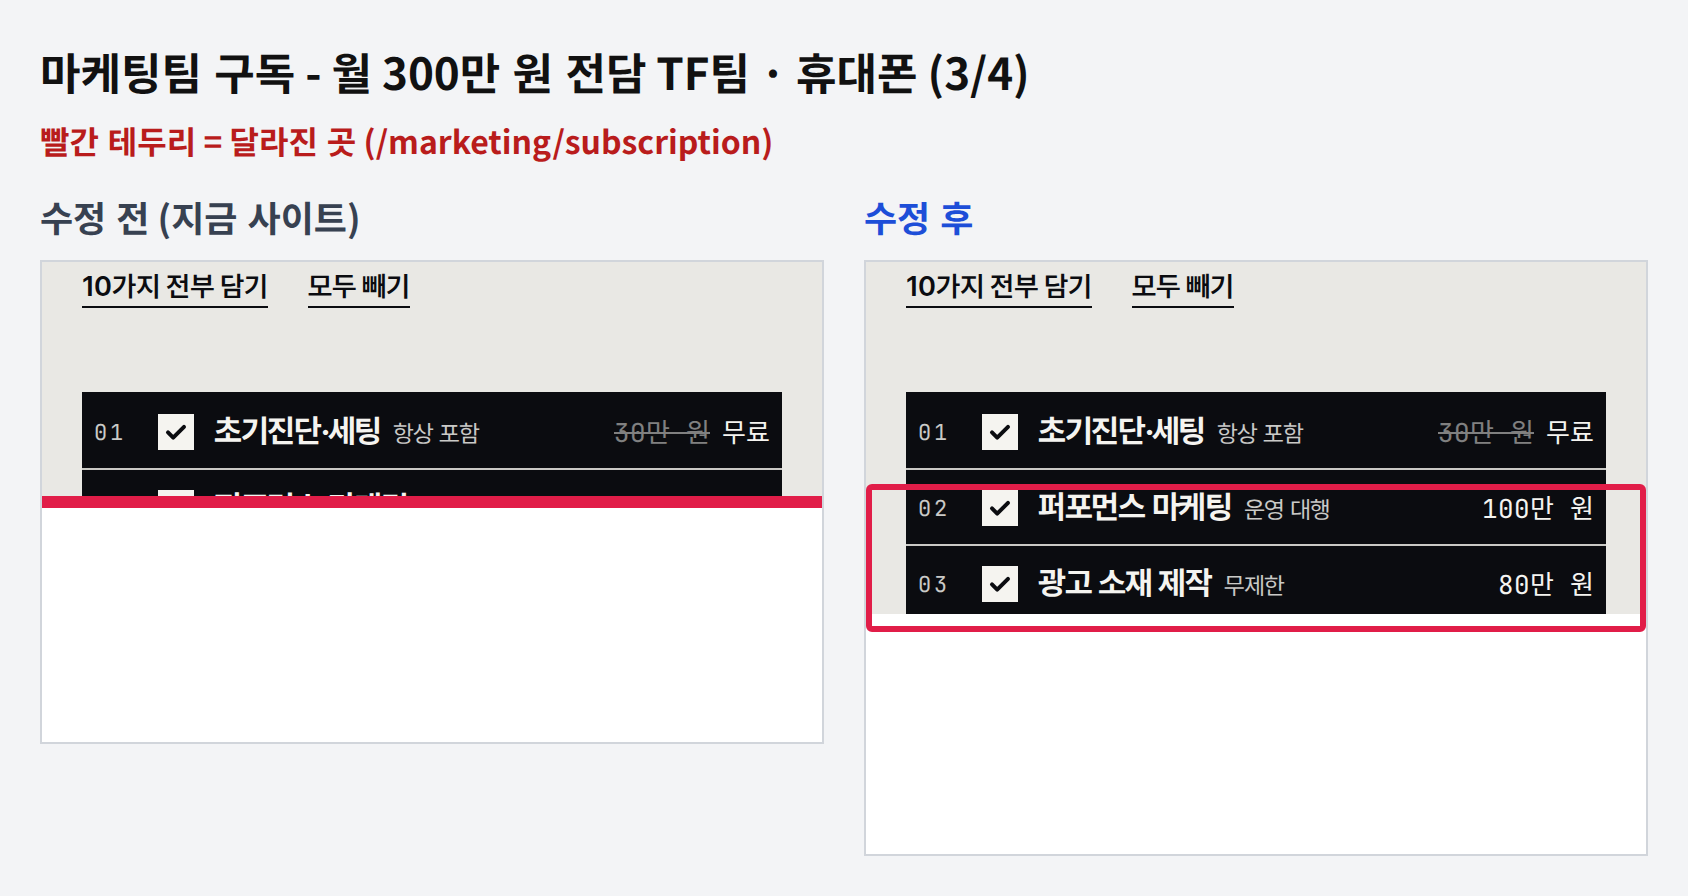 마케팅팀 구독 - 월 300만 원 전담 TF팀 · 휴대폰 (3/4)
빨간 테두리 = 달라진 곳 (/marketing/subscription)
수정 전 (지금 사이트)
10가지 전부 담기 모두 빼기
01 초기진단·세팅 항상 포함 30만 원 무료
수정 후
10가지 전부 담기 모두 빼기
01 초기진단·세팅 항상 포함 30만 원 무료
02 퍼포먼스 마케팅 운영 대행 100만 원
03 광고 소재 제작 무제한 80만 원